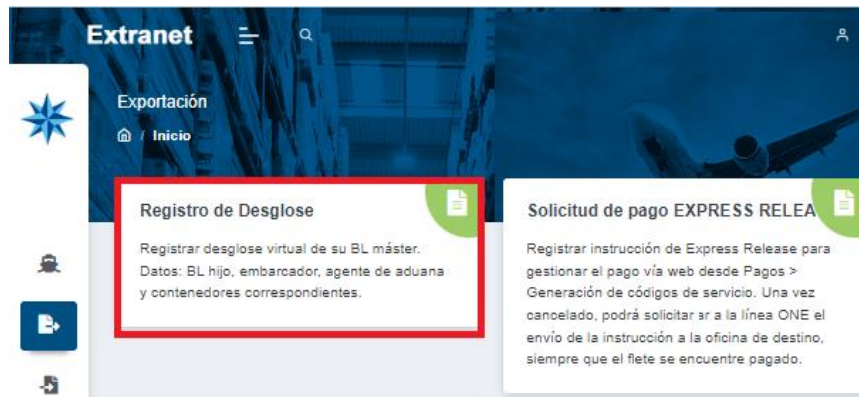 Extranet
Exportación
/ Inicio
Registro de Desglose
Registrar desglose virtual de su BL máster.
Datos: BL hijo, embarcador, agente de aduana
y contenedores correspondientes.
Solicitud de pago EXPRESS RELEA
Registrar instrucción de Express Release para
gestionar el pago vía web desde Pagos >
Generación de códigos de servicio. Una vez
cancelado, podrá solicitar ar a la línea ONE el
envío de la instrucción a la oficina de destino,
siempre que el flete se encuentre pagado.